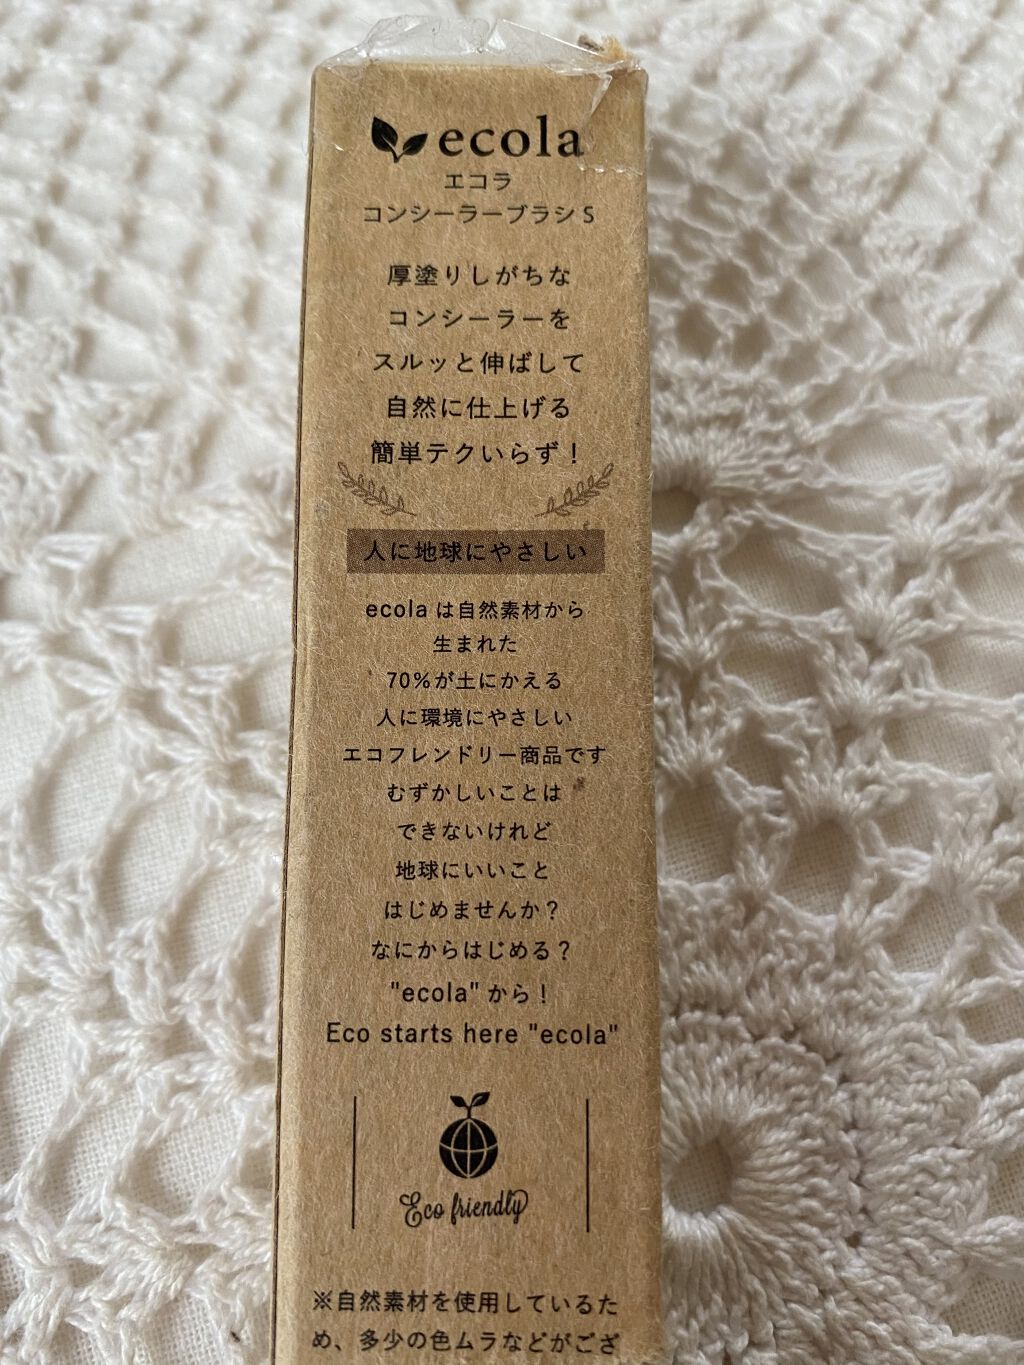 ecola
エコラ
コンシーラーブラシS
厚塗りしがちな
コンシーラーを
スルッと伸ばして
自然に仕上げる
簡単テクいらず！
人に地球にやさしい
ecola は自然素材から
生まれた
70%が土にかえる
人に環境にやさしい
エコフレンドリー商品です
むずかしいことは
できないけれど
地球にいいこと
はじめませんか？
なにからはじめる？
"ecola" から！
Eco starts here "ecola"
Eco friendly
※自然素材を使用しているた
め、多少の色ムラなどがござ